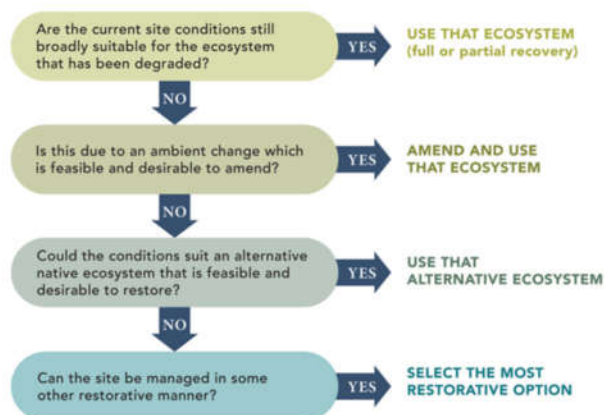 Are the current site conditions still
broadly suitable for the ecosystem
that has been degraded?
YES
USE THAT ECOSYSTEM
(full or partial recovery)
NO
Is this due to an ambient change which
is feasible and desirable to amend?
YES
AMEND AND USE
THAT ECOSYSTEM
NO
Could the conditions suit an alternative
native ecosystem that is feasible and
desirable to restore?
YES
USE THAT
ALTERNATIVE ECOSYSTEM
NO
Can the site be managed in some
other restorative manner?
YES
SELECT THE MOST
RESTORATIVE OPTION